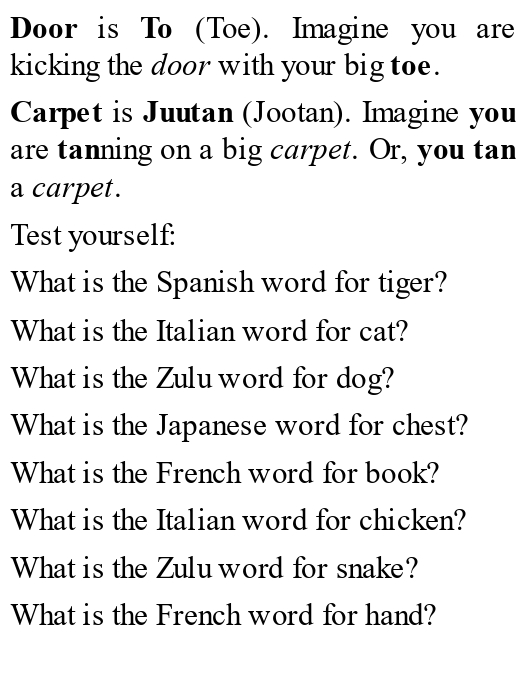 Door is To (Toe). Imagine you are
kicking the door with your big toe.
Carpet is Juutan (Jootan). Imagine you
are tanning on a big carpet. Or, you tan
a carpet.
Test yourself:
What is the Spanish word for tiger?
What is the Italian word for cat?
What is the Zulu word for dog?
What is the Japanese word for chest?
What is the French word for book?
What is the Italian word for chicken?
What is the Zulu word for snake?
What is the French word for hand?